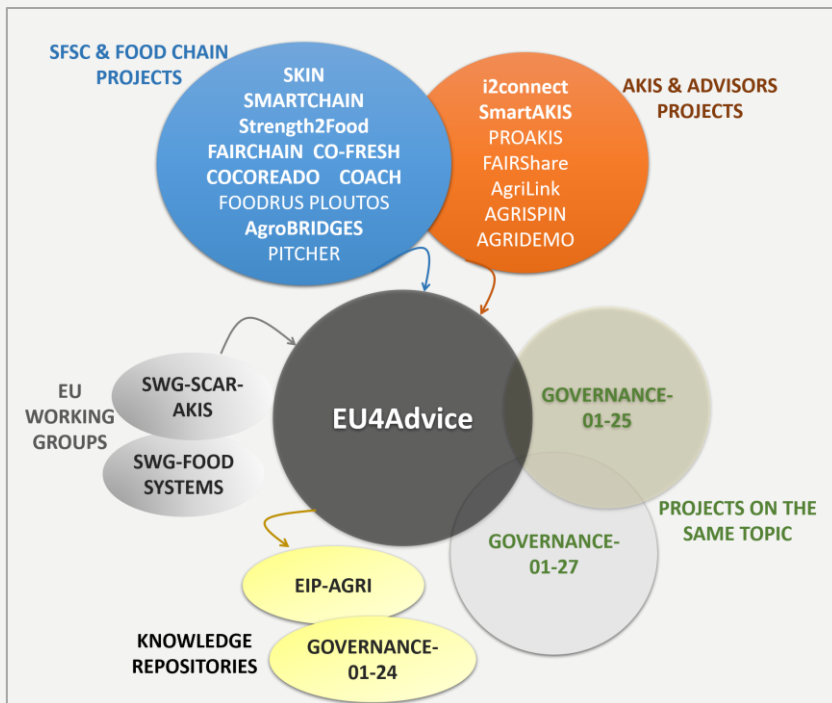 SFSC & FOOD CHAIN
PROJECTS
SKIN
SMARTCHAIN
Strength2Food
FAIRCHAIN CO-FRESH
COCOREADO COACH
FOODRUS PLOUTOS
AgroBRIDGES
PITCHER
i2connect
SmartAKIS
PROAKIS
FAIRShare
AgriLink
AGRISPIN
AGRIDEMO
AKIS & ADVISORS
PROJECTS
EU
WORKING
GROUPS
SWG-SCAR-
AKIS
SWG-FOOD
SYSTEMS
EU4Advice
GOVERNANCE-
01-25
GOVERNANCE-
01-27
PROJECTS ON THE
SAME TOPIC
EIP-AGRI
KNOWLEDGE
REPOSITORIES
GOVERNANCE-
01-24